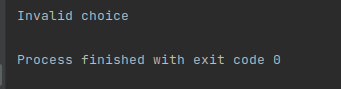 Invalid choice
Process finished with exit code 0